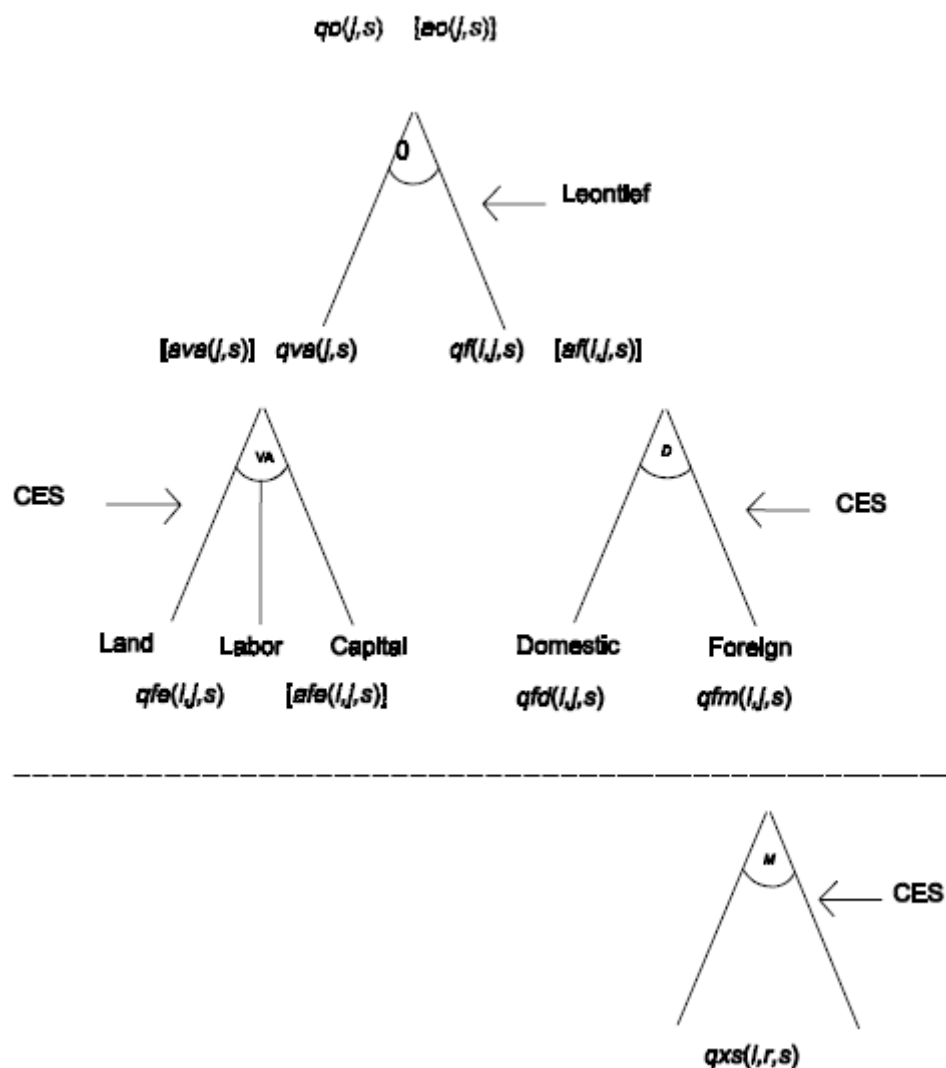 qo(j,s) [ao(j,s)]
0
Leontief
[ava(j,s)] qva(j,s) qf(i,j,s) [af(i,j,s)]
VA
D
CES
CES
Land Labor Capital Domestic Foreign
qfe(i,j,s) [afe(i,j,s)] qfd(i,j,s) qfm(i,j,s)
M
CES
qxs(i,r,s)